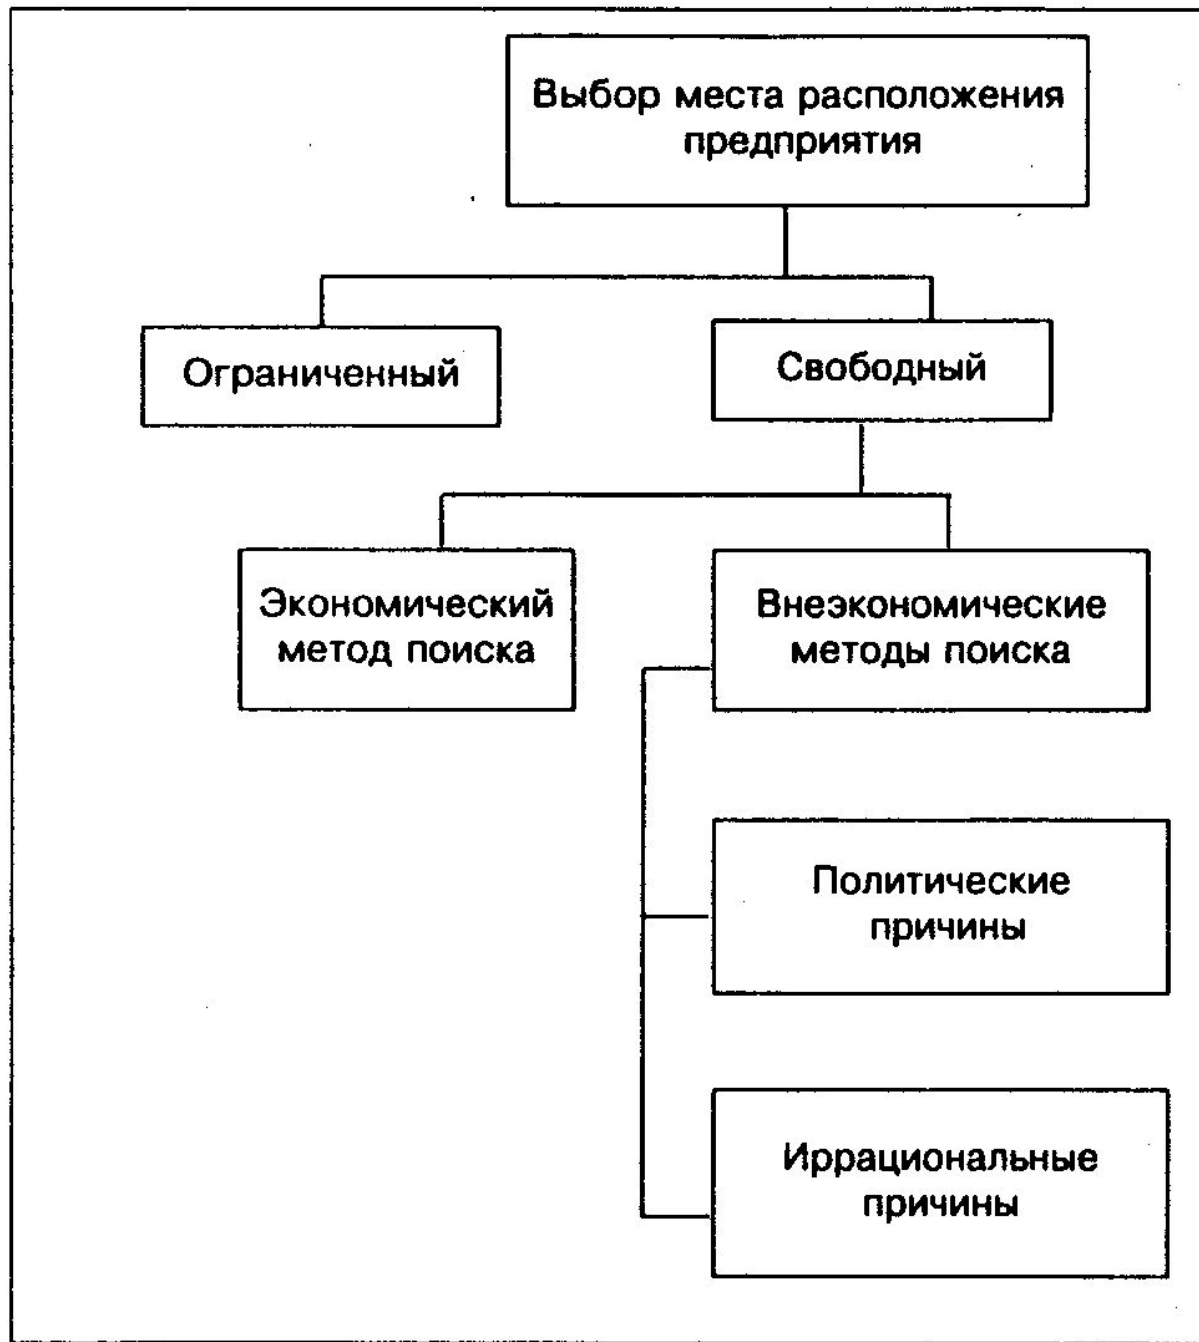 Выбор места расположения
предприятия
Ограниченный
Свободный
Экономический
метод поиска
Внеэкономические
методы поиска
Политические
причины
Иррациональные
причины